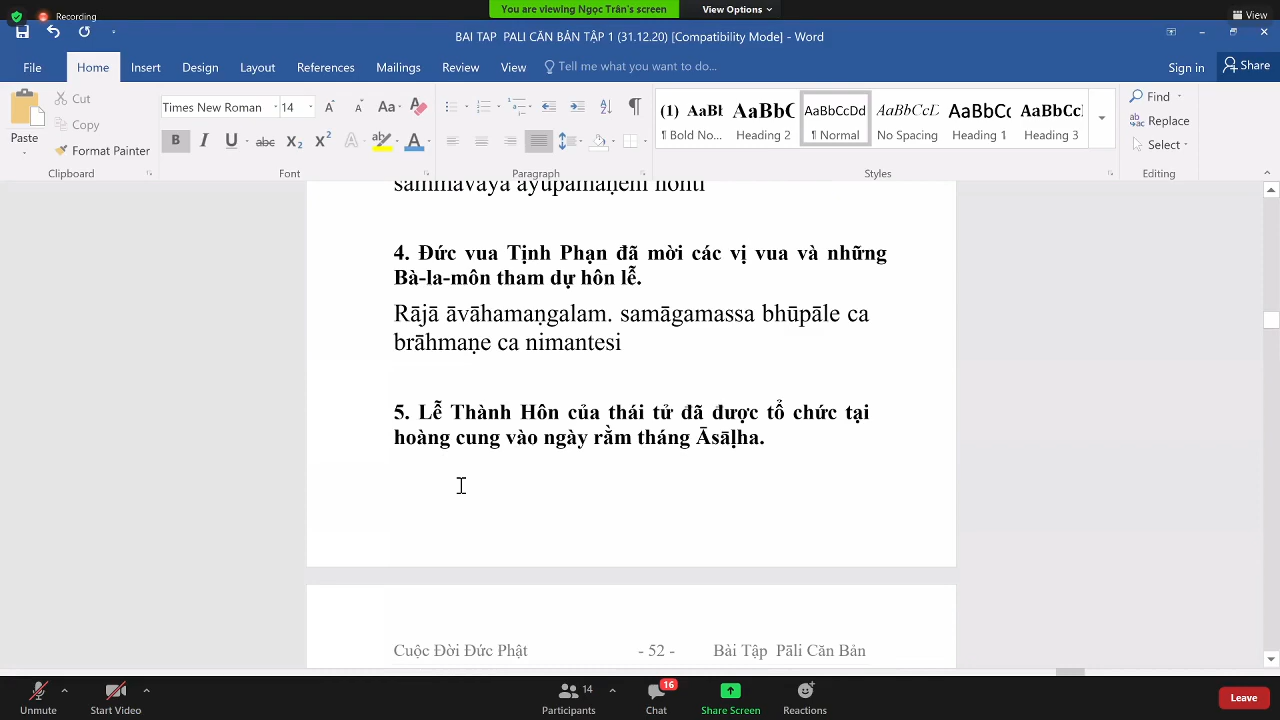 You are viewing Ngọc Trân's screen
View Options
View
Recording
BAI TAP PALI CĂN BẢN TẬP 1 (31.12.20) [Compatibility Mode] - Word
File
Home
Insert
Design
Layout
References
Mailings
Review
View
Tell me what you want to do...
Sign in
Share
Paste
Cut
Copy
Format Painter
Clipboard
Times New Roman
14
Font
Paragraph
(1) AaBl
¶ Bold No...
AaBbC
Heading 2
AaBbCcDd
¶ Normal
AaBbCcL
No Spacing
AaBbCc
Heading 1
AaBbCc
Heading 3
Styles
Find
Replace
Select
Editing
4. Đức vua Tịnh Phạn đã mời các vị vua và những
Bà-la-môn tham dự hôn lễ.
Rājā āvāhamaṇgalam. samāgamassa bhūpāle ca
brāhmaṇe ca nimantesi
5. Lễ Thành Hôn của thái tử đã được tổ chức tại
hoàng cung vào ngày rằm tháng Āsāḷha.
Cuộc Đời Đức Phật - 52 - Bài Tập Pāli Căn Bản
Unmute
Start Video
Participants
14
Chat
16
Share Screen
Reactions
Leave